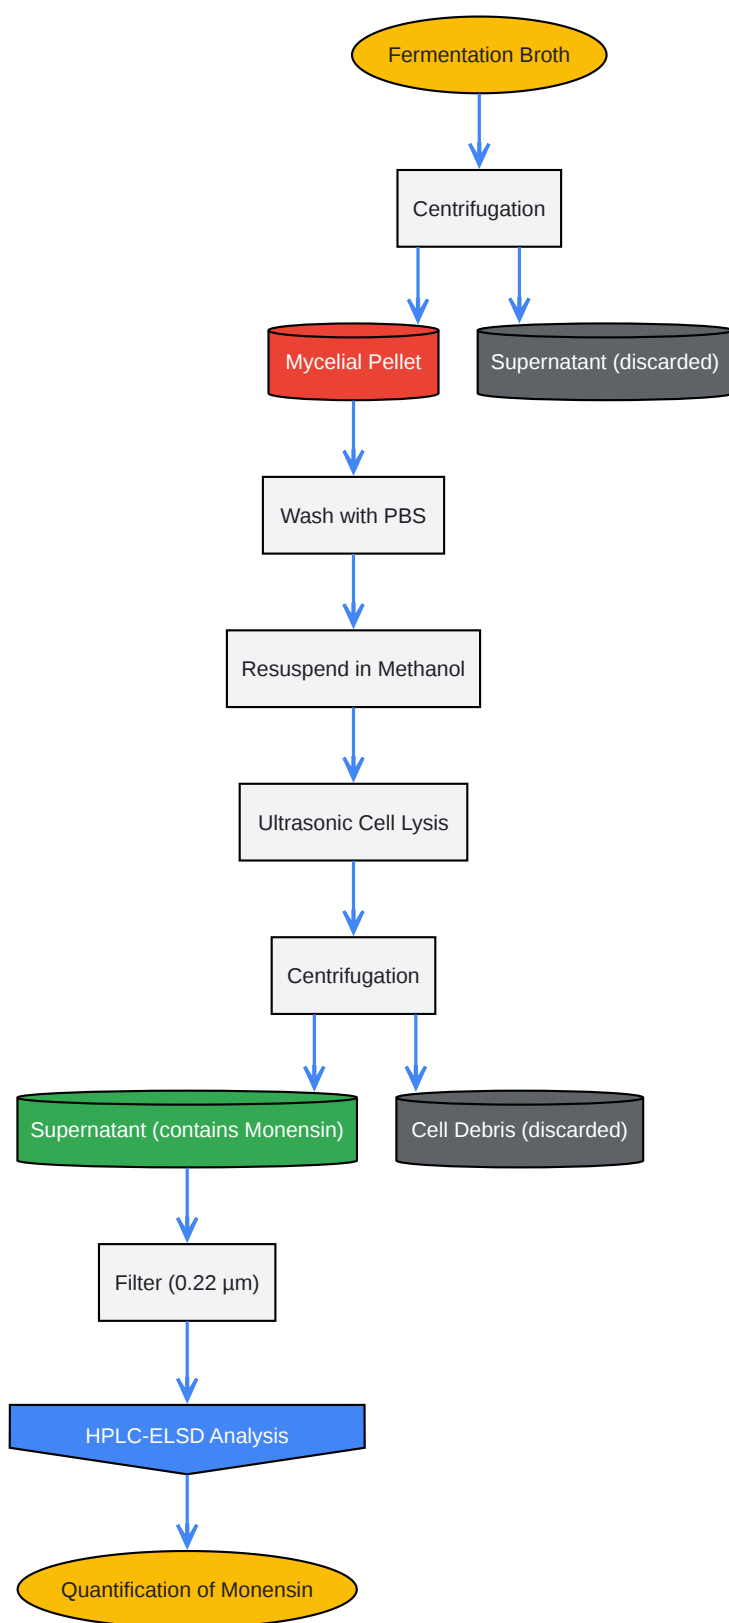 Fermentation Broth
Centrifugation
Mycelial Pellet
Supernatant (discarded)
Wash with PBS
Resuspend in Methanol
Ultrasonic Cell Lysis
Centrifugation
Supernatant (contains Monensin)
Cell Debris (discarded)
Filter (0.22 µm)
HPLC-ELSD Analysis
Quantification of Monensin